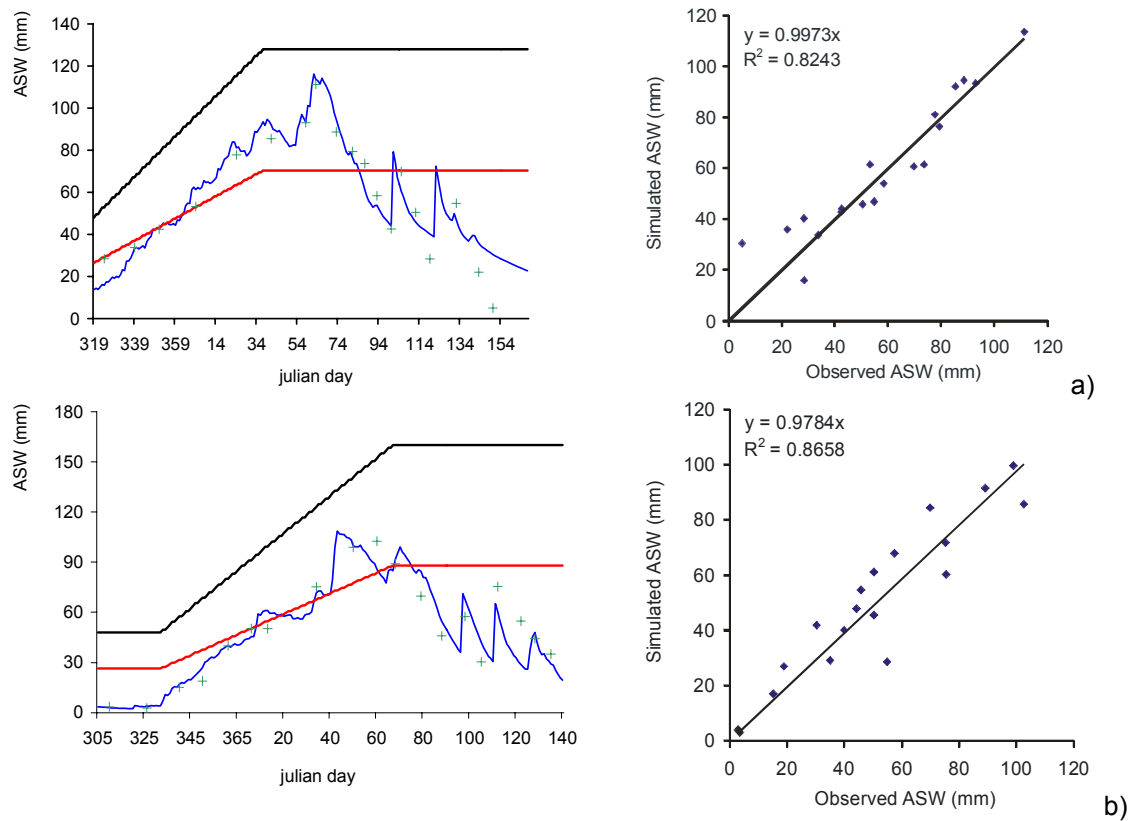 ASW (mm)
140
120
100
80
60
40
20
0
319 339 359 14 34 54 74 94 114 134 154
julian day
y = 0.9973x
R² = 0.8243
Simulated ASW (mm)
120
100
80
60
40
20
0
0 20 40 60 80 100 120
Observed ASW (mm)
a)
ASW (mm)
180
150
120
90
60
30
0
305 325 345 365 20 40 60 80 100 120 140
julian day
y = 0.9784x
R² = 0.8658
Simulated ASW (mm)
120
100
80
60
40
20
0
0 20 40 60 80 100 120
Observed ASW (mm)
b)